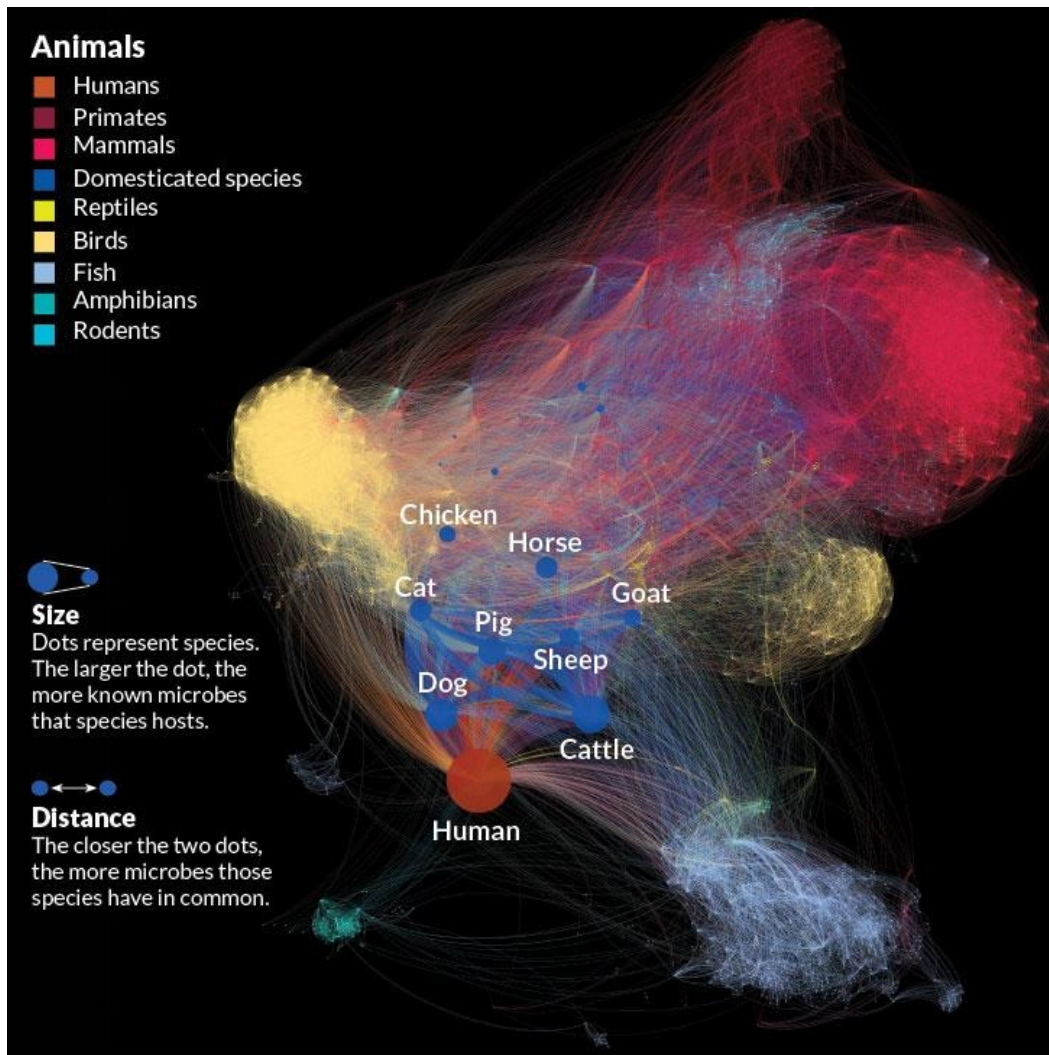 Animals
Humans
Primates
Mammals
Domesticated species
Reptiles
Birds
Fish
Amphibians
Rodents
Chicken
Horse
Cat
Goat
Pig
Sheep
Dog
Cattle
Human
Size
Dots represent species.
The larger the dot, the
more known microbes
that species hosts.
Distance
The closer the two dots,
the more microbes those
species have in common.